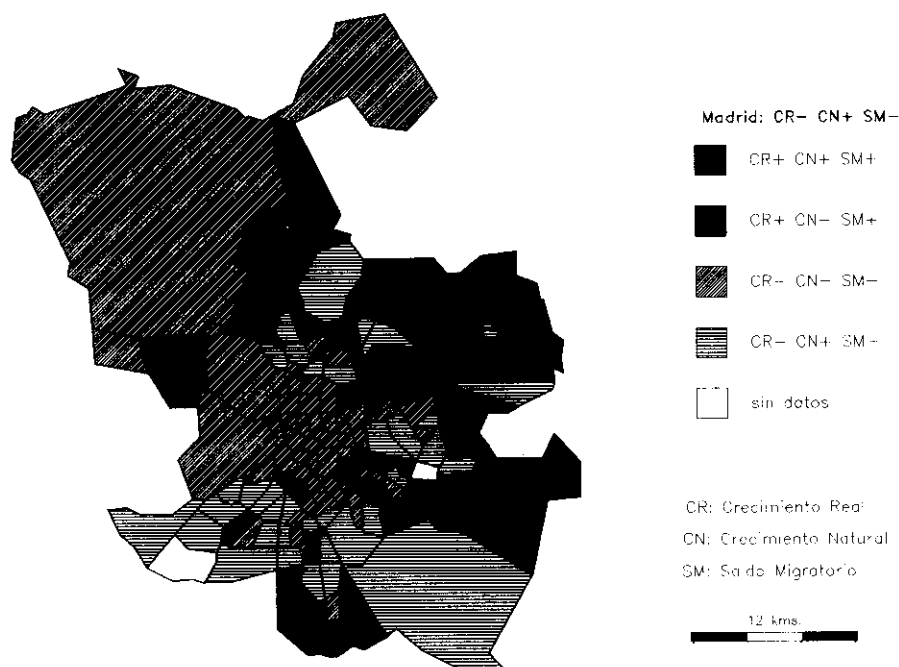 Madrid: CR- CN+ SM-
CR+ CN+ SM+
CR+ CN- SM+
CR- CN- SM-
CR- CN+ SM-
sin datos
CR: Crecimiento Real
CN: Crecimiento Natural
SM: Saldo Migratorio
12 kms.